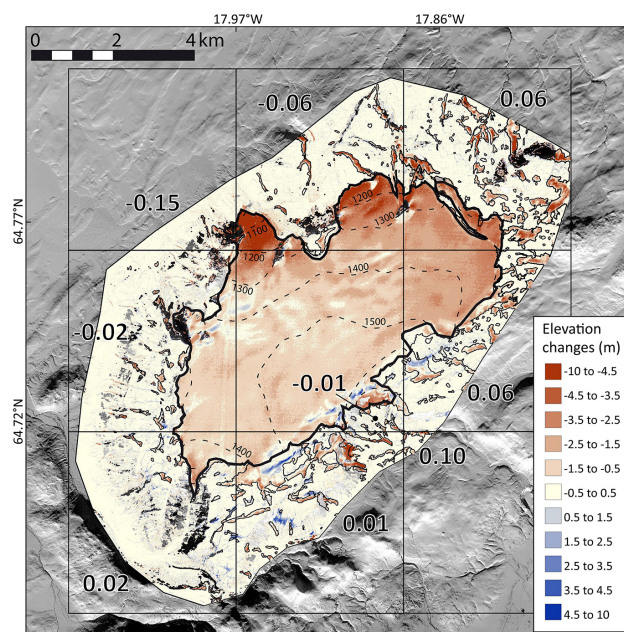 17.97°W 17.86°W
0 2 4 km
-0.06 0.06
-0.15
64.77°N
1200
1300
1100
1200
1300
1400
1500
-0.02
-0.01
0.06
64.72°N
1400
0.10
0.01
0.02
Elevation
changes (m)
-10 to -4.5
-4.5 to -3.5
-3.5 to -2.5
-2.5 to -1.5
-1.5 to -0.5
-0.5 to 0.5
0.5 to 1.5
1.5 to 2.5
2.5 to 3.5
3.5 to 4.5
4.5 to 10